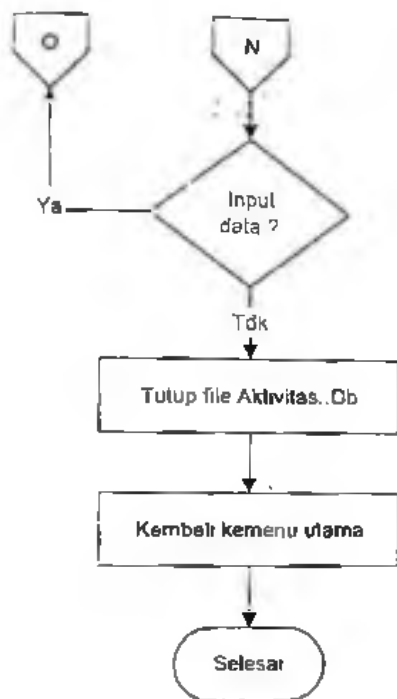 O
N
Input
data ?
Ya
Tdk
Tutup file Aktivitas..Db
Kembali kemenu utama
Selesai